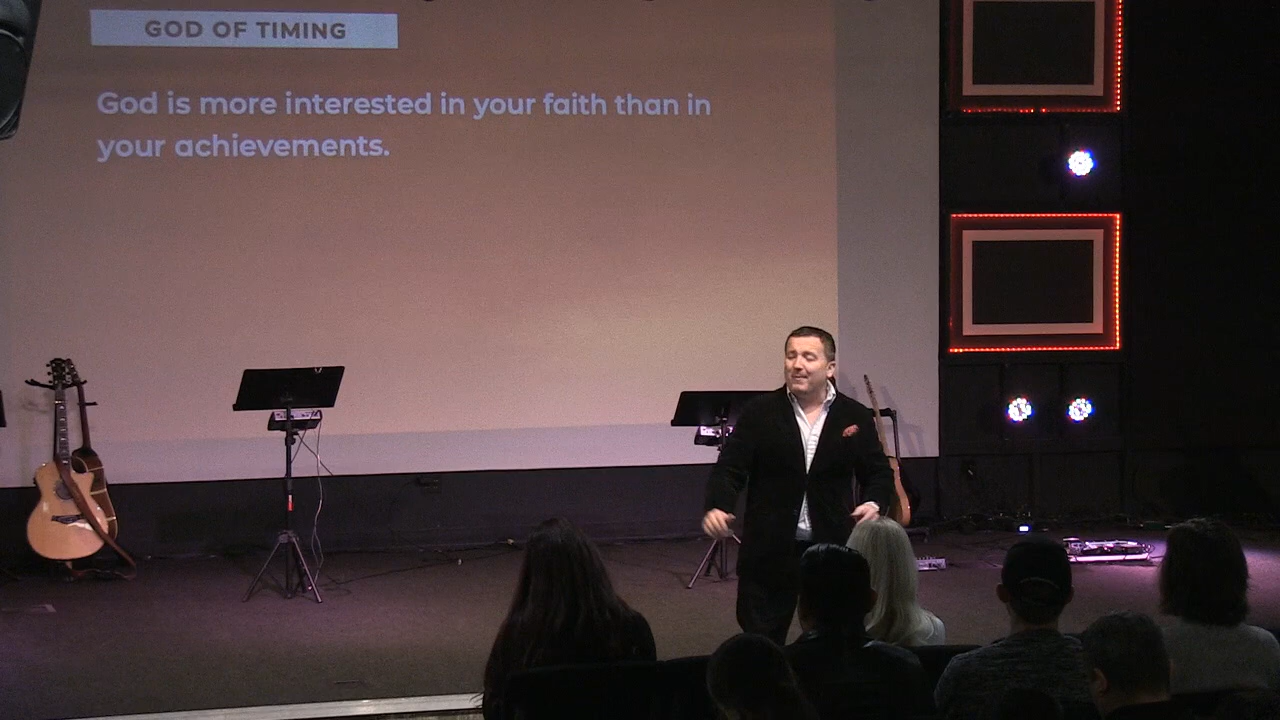 GOD OF TIMING
God is more interested in your faith than in
your achievements.